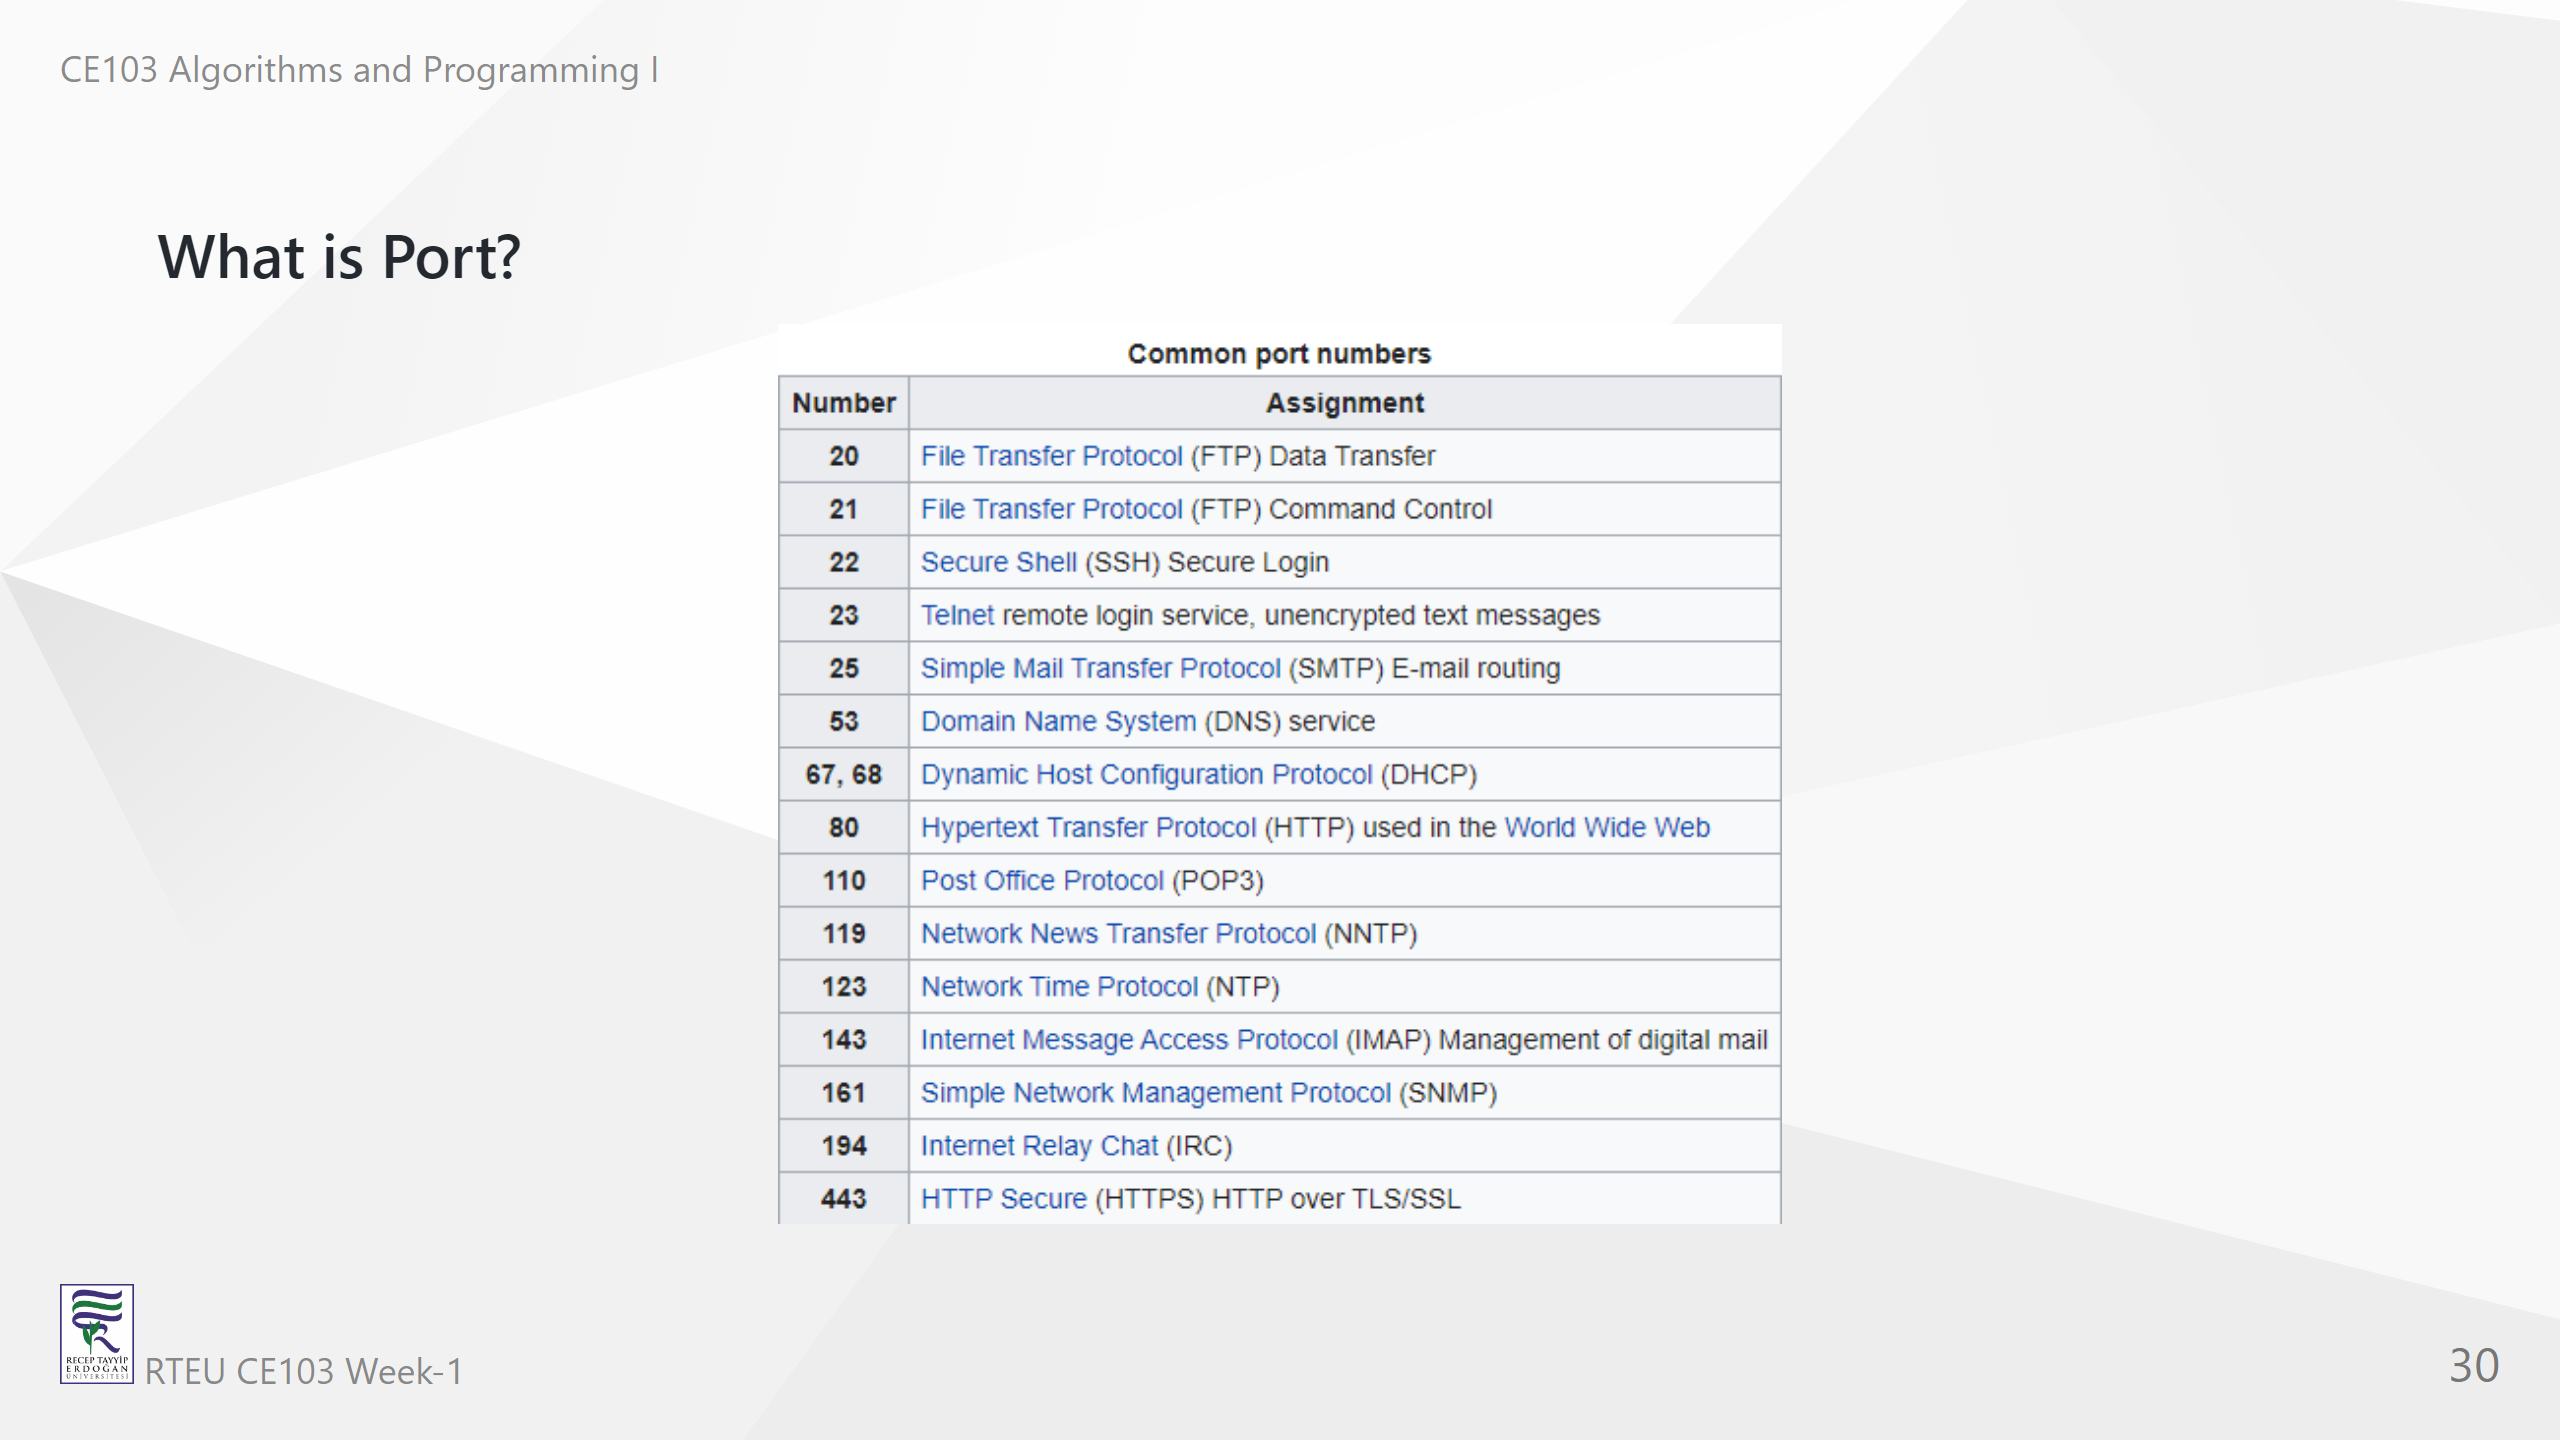 CE103 Algorithms and Programming I
What is Port?
Common port numbers
Number Assignment
20 File Transfer Protocol (FTP) Data Transfer
21 File Transfer Protocol (FTP) Command Control
22 Secure Shell (SSH) Secure Login
23 Telnet remote login service, unencrypted text messages
25 Simple Mail Transfer Protocol (SMTP) E-mail routing
53 Domain Name System (DNS) service
67, 68 Dynamic Host Configuration Protocol (DHCP)
80 Hypertext Transfer Protocol (HTTP) used in the World Wide Web
110 Post Office Protocol (POP3)
119 Network News Transfer Protocol (NNTP)
123 Network Time Protocol (NTP)
143 Internet Message Access Protocol (IMAP) Management of digital mail
161 Simple Network Management Protocol (SNMP)
194 Internet Relay Chat (IRC)
443 HTTP Secure (HTTPS) HTTP over TLS/SSL
RECEP TAYYİP
ERDOĞAN
ÜNİVERSİTESİ
RTEU CE103 Week-1
30